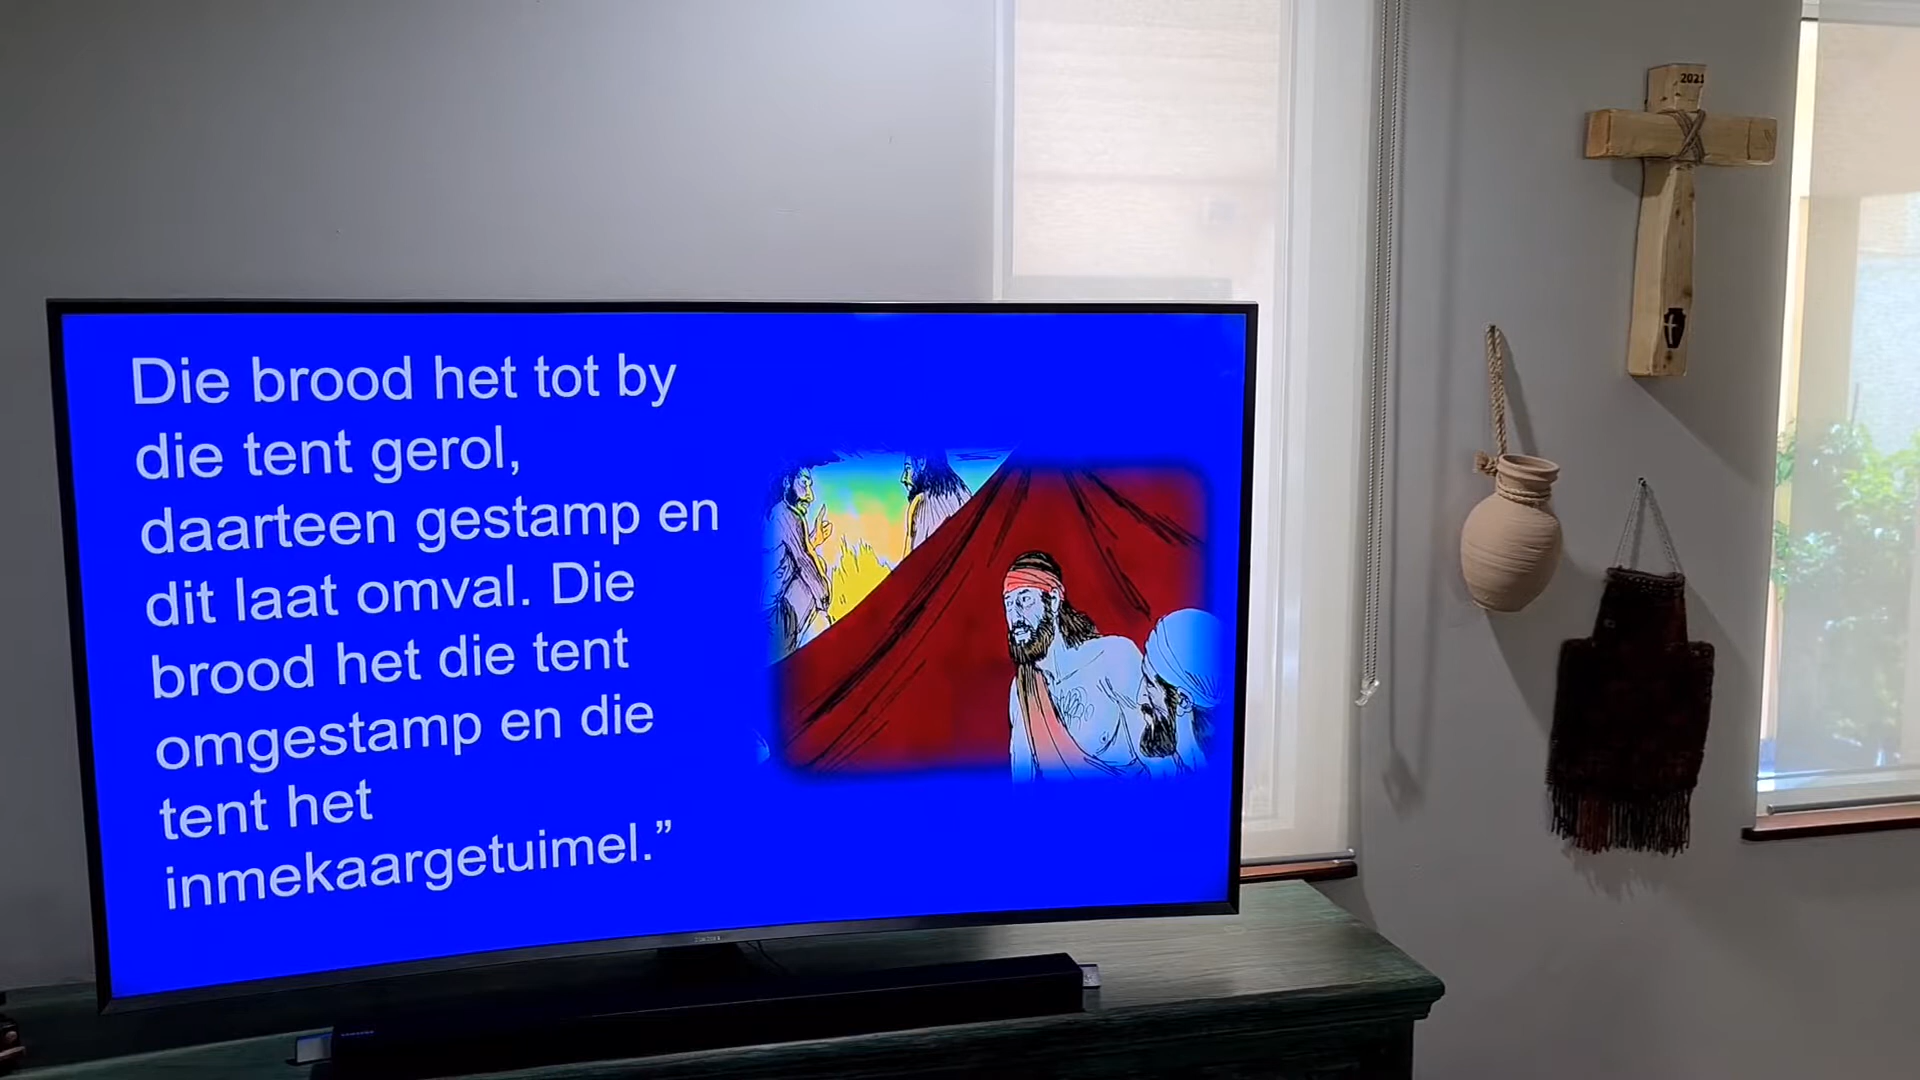 Die brood het tot by
die tent gerol,
daarteen gestamp en
dit laat omval. Die
brood het die tent
omgestamp en die
tent het
inmekaargetuimel.”
2021